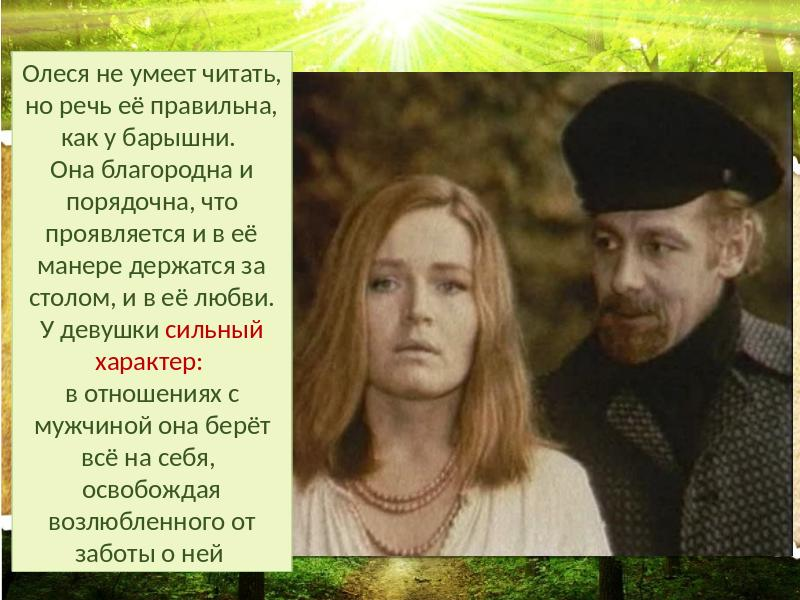 Олеся не умеет читать,
но речь её правильна,
как у барышни.
Она благородна и
порядочна, что
проявляется и в её
манере держатся за
столом, и в её любви.
У девушки сильный
характер:
в отношениях с
мужчиной она берёт
всё на себя,
освобождая
возлюбленного от
заботы о ней